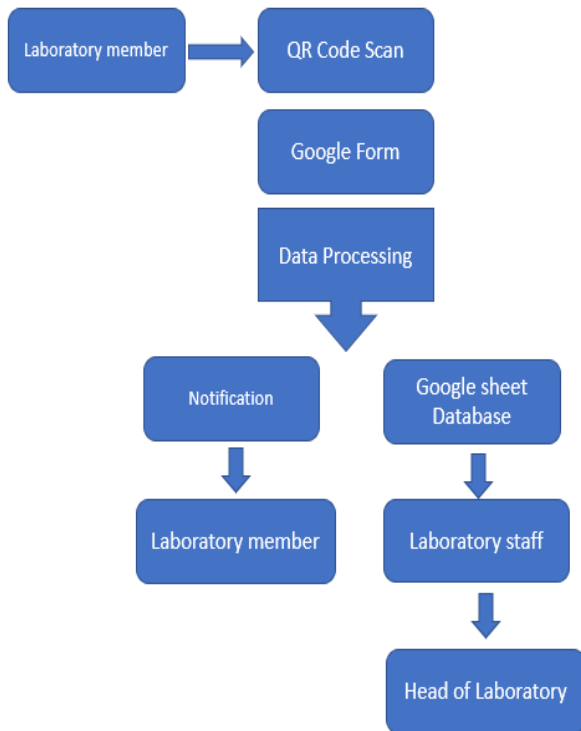 Laboratory member
QR Code Scan
Google Form
Data Processing
Notification
Google sheet
Database
Laboratory member
Laboratory staff
Head of Laboratory